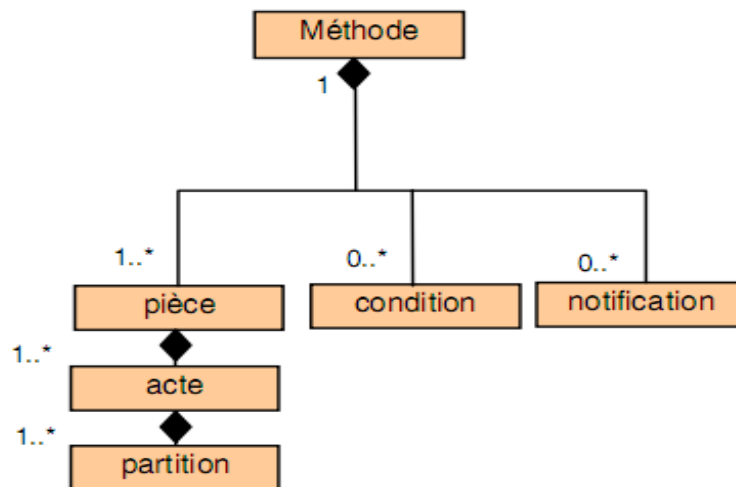 Méthode
1
1..*
0..*
0..*
pièce
condition
notification
1..*
acte
1..*
partition